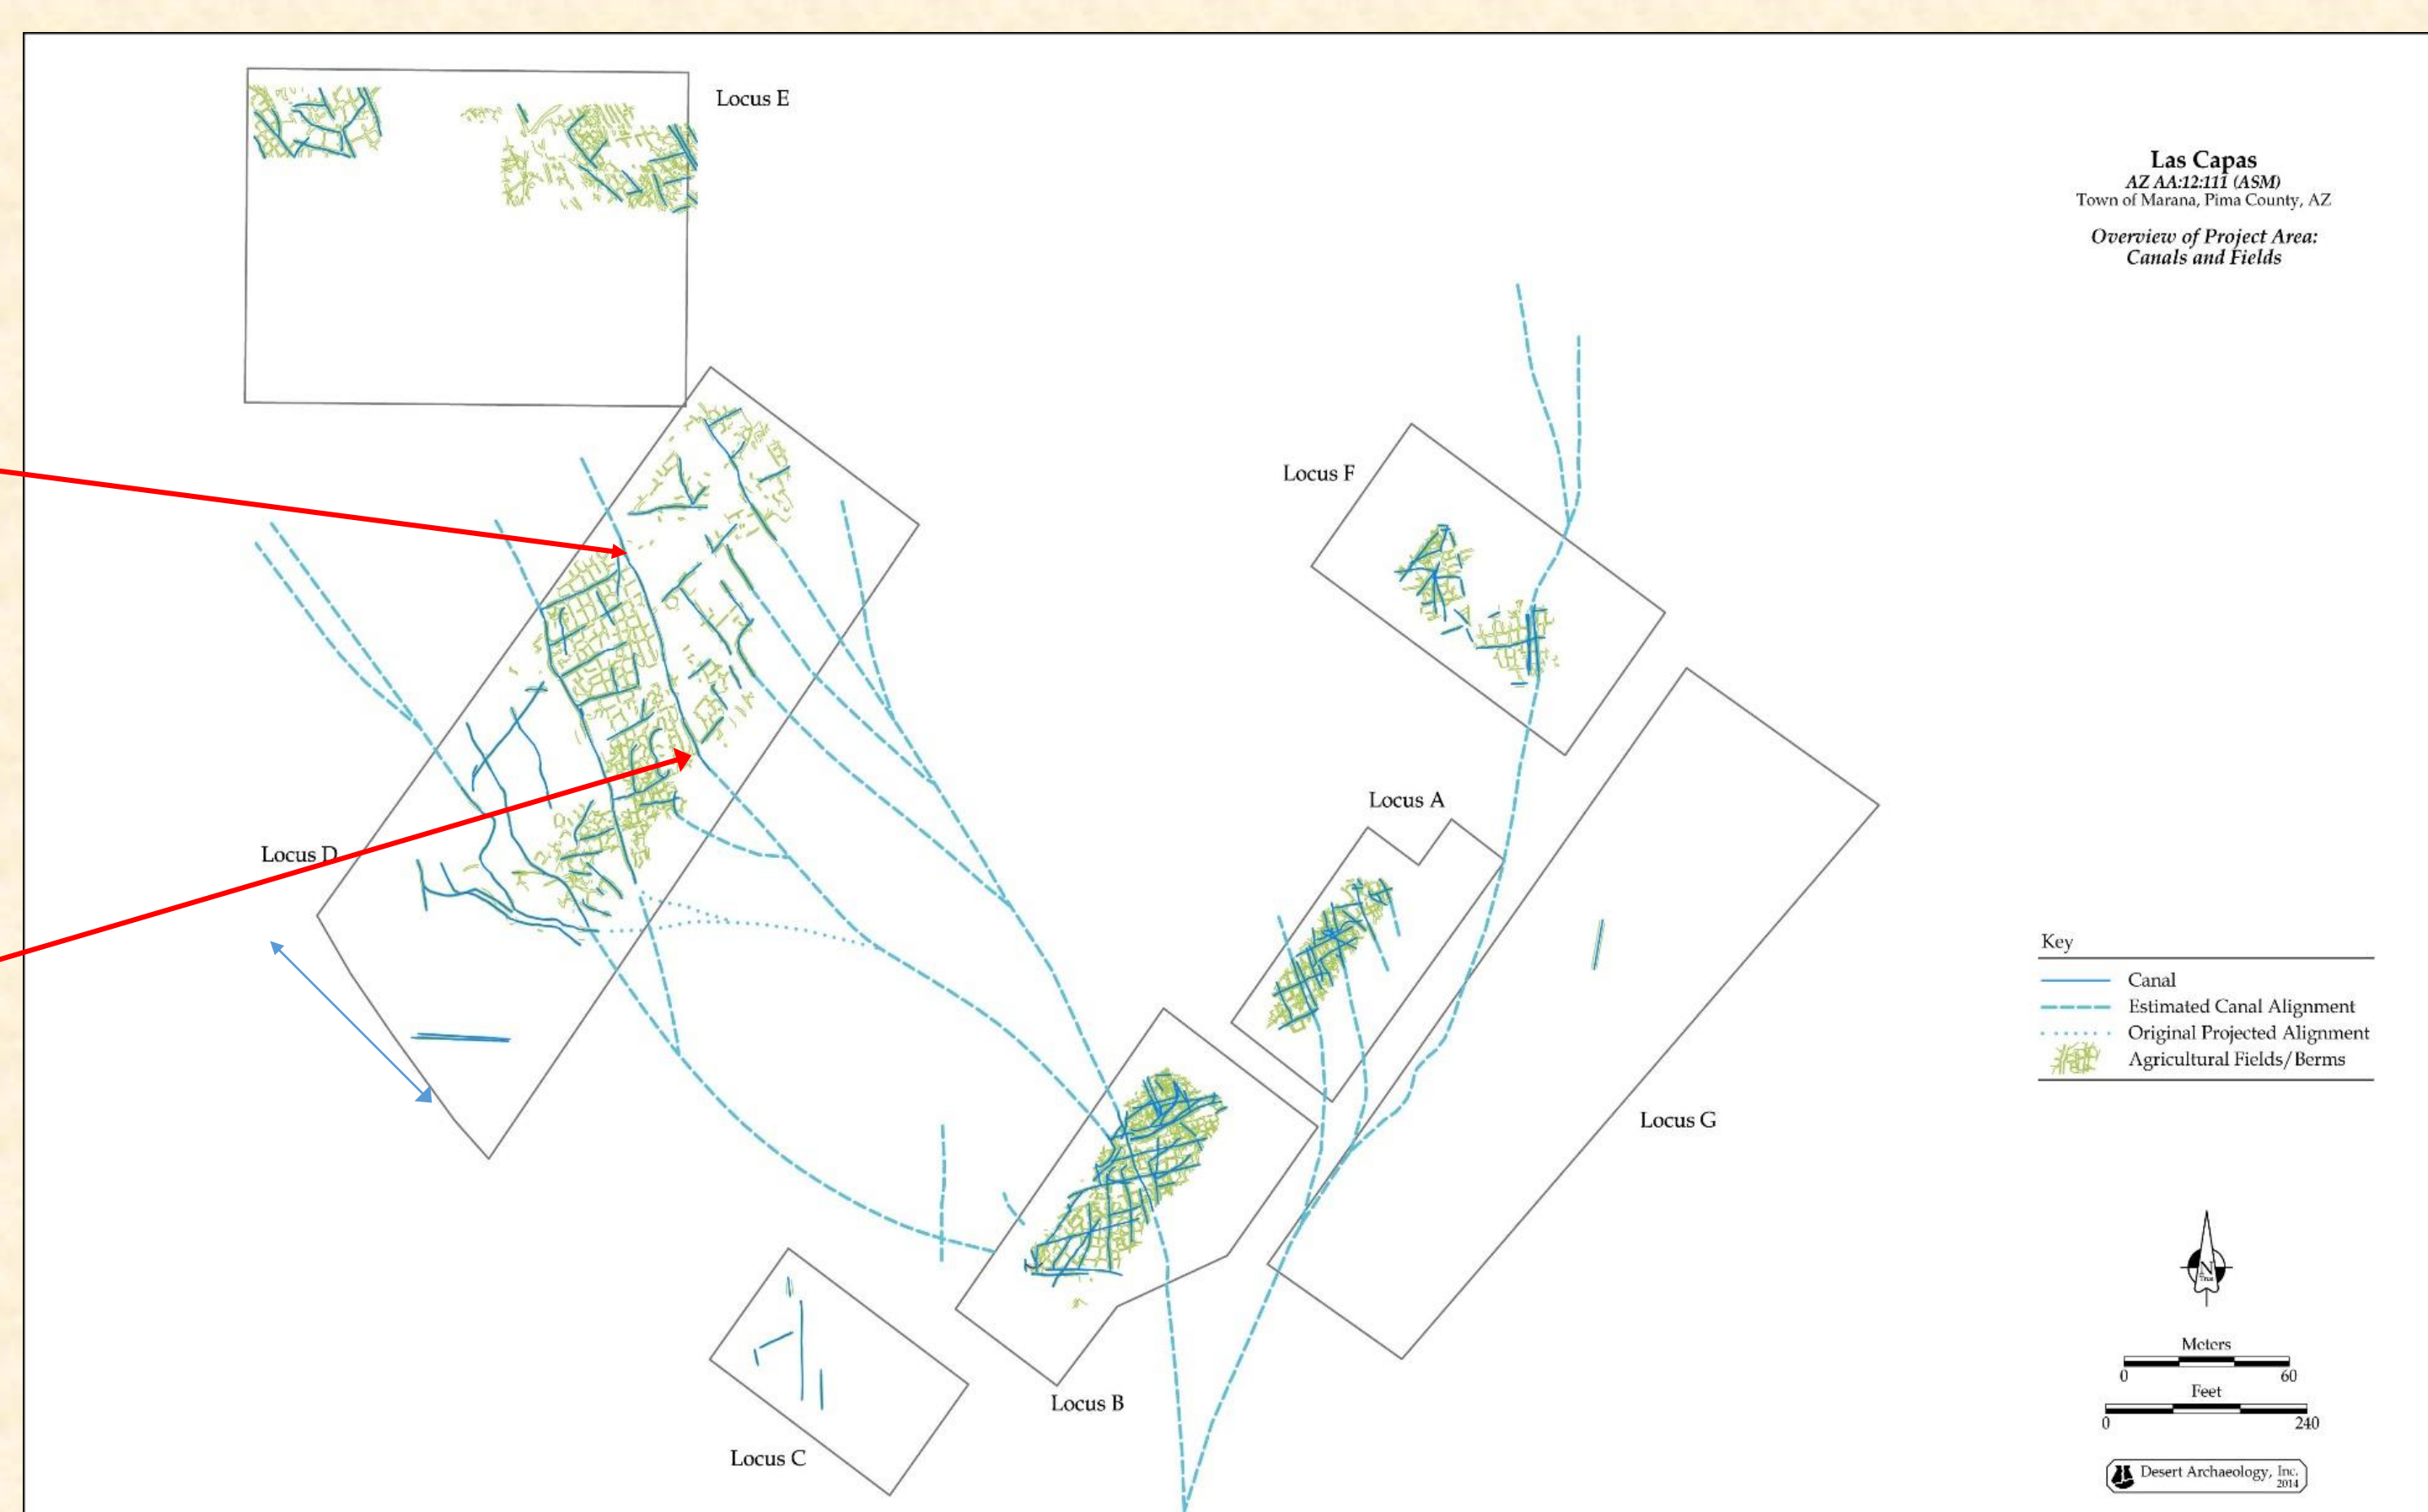 Locus E
Las Capas
AZ AA:12:111 (ASM)
Town of Marana, Pima County, AZ
Overview of Project Area:
Canals and Fields
Locus F
Locus A
Locus D
Key
Canal
Estimated Canal Alignment
Original Projected Alignment
Agricultural Fields/Berms
Locus G
N
True
Meters
0 60
Feet
0 240
Locus B
Locus C
Desert Archaeology, Inc.
2014